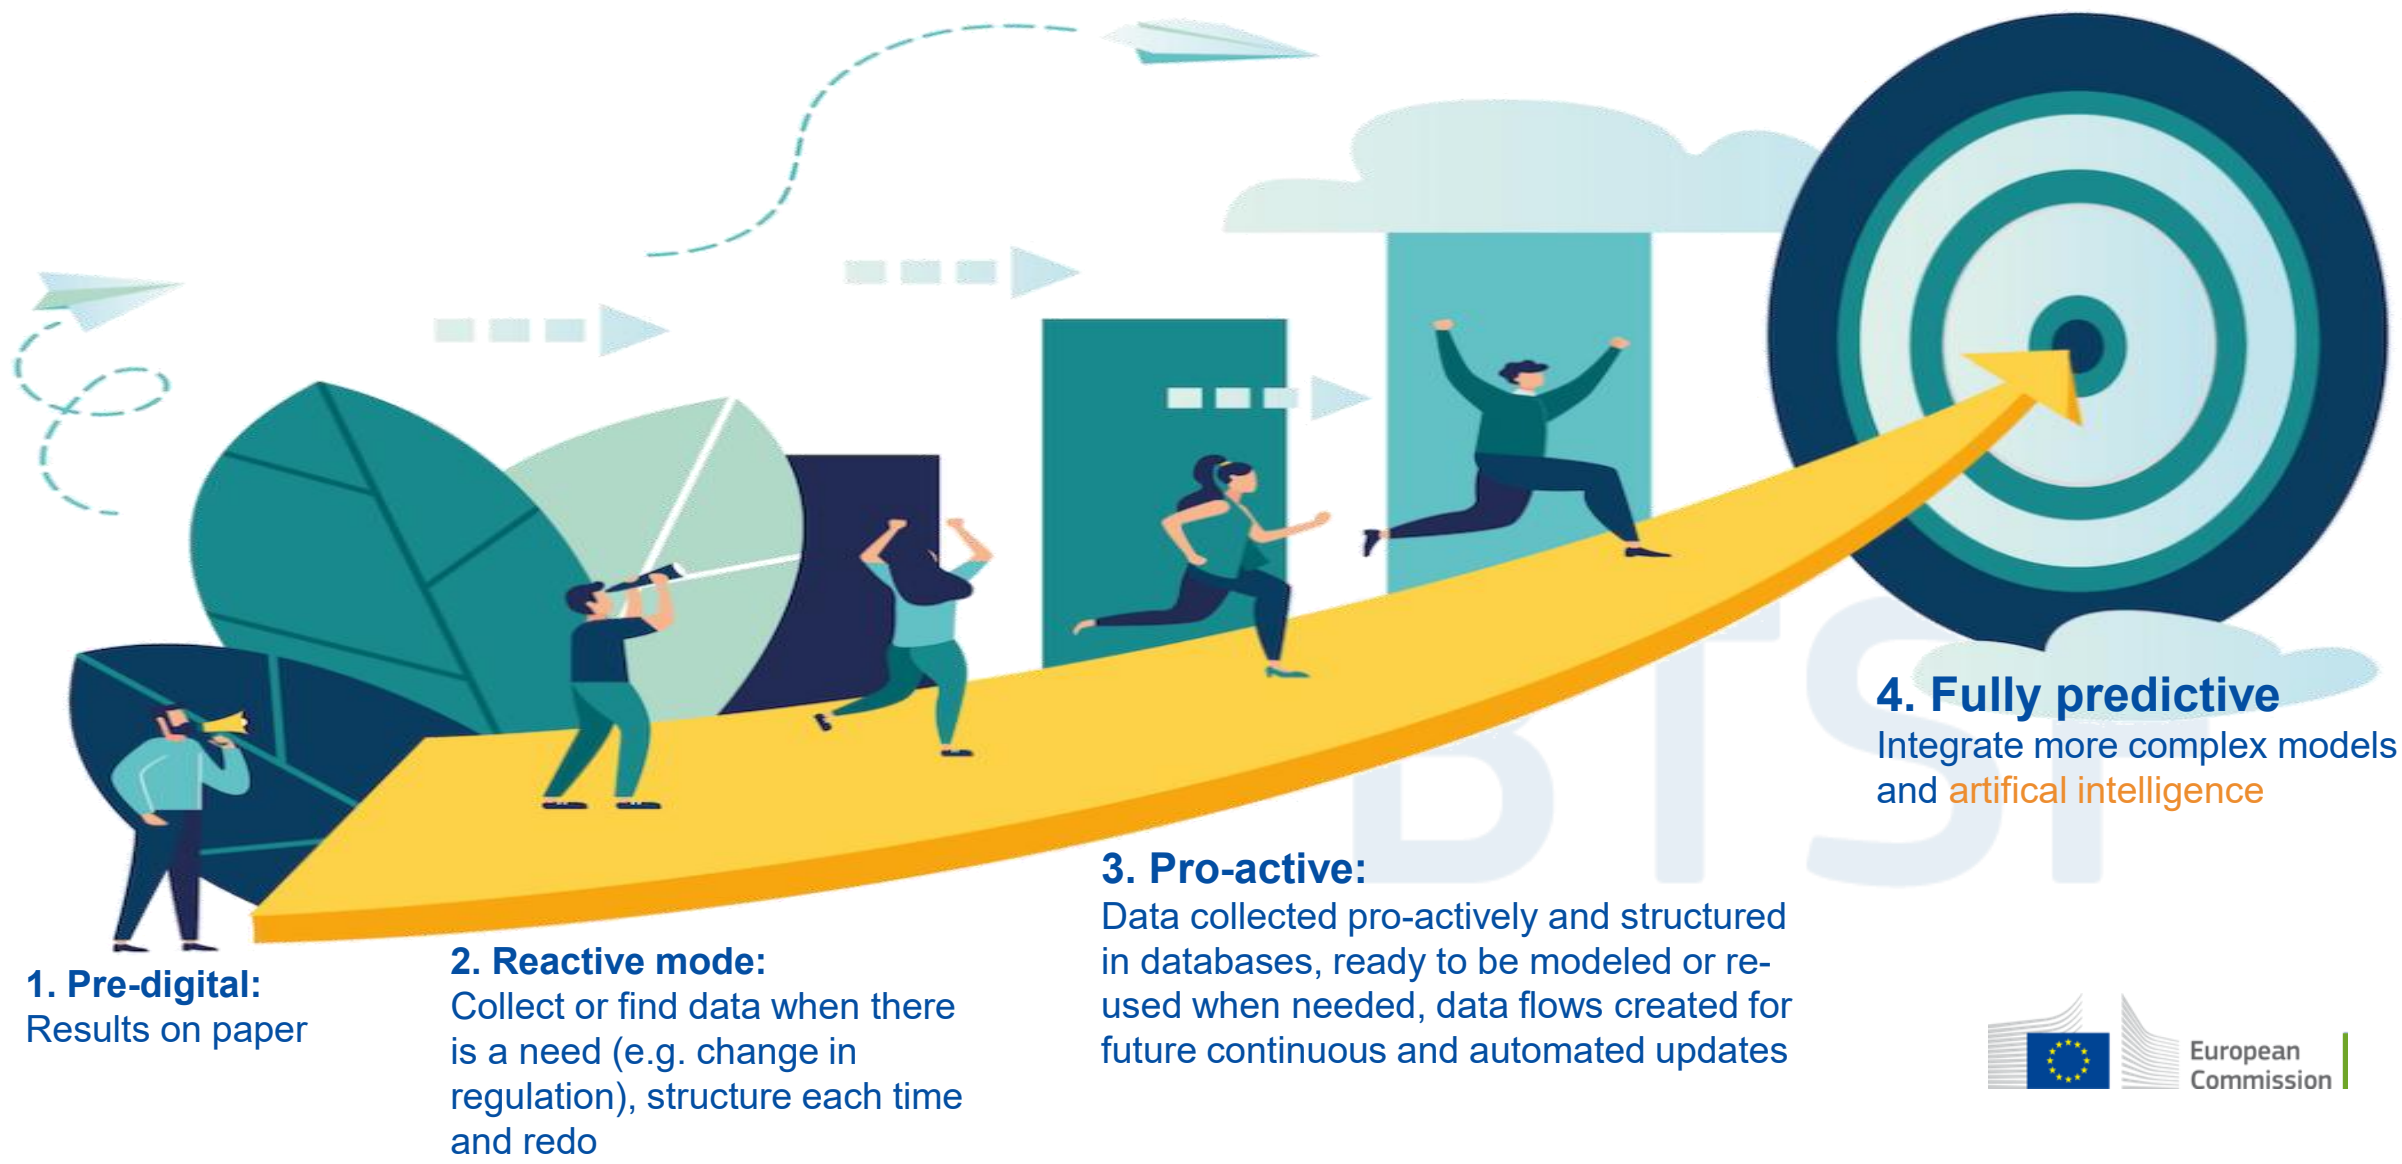 1. Pre-digital:
Results on paper
2. Reactive mode:
Collect or find data when there
is a need (e.g. change in
regulation), structure each time
and redo
3. Pro-active:
Data collected pro-actively and structured
in databases, ready to be modeled or re-
used when needed, data flows created for
future continuous and automated updates
4. Fully predictive
Integrate more complex models
and artifical intelligence
BTSF
European
Commission